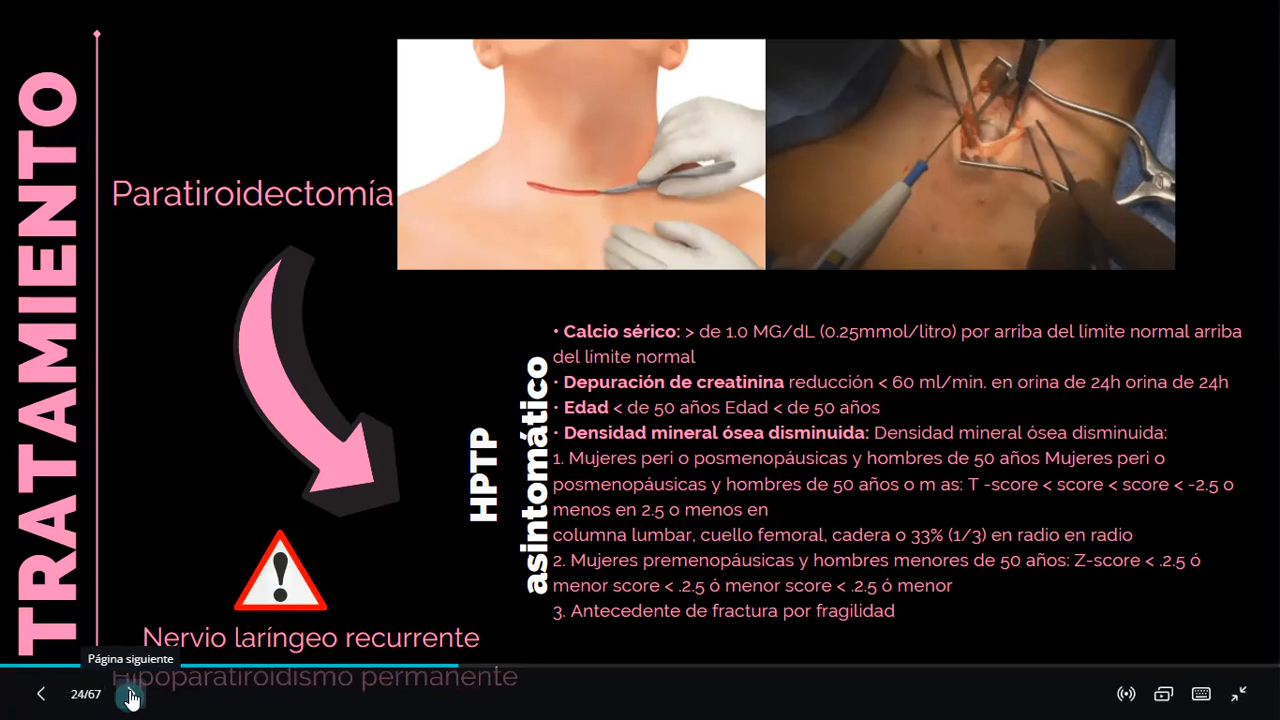 TRATAMIENTO
Paratiroidectomía
HPTP
asintomático
• Calcio sérico: > de 1.0 MG/dL (0.25mmol/litro) por arriba del límite normal arriba
del límite normal
• Depuración de creatinina reducción < 60 ml/min. en orina de 24h orina de 24h
• Edad < de 50 años Edad < de 50 años
• Densidad mineral ósea disminuida: Densidad mineral ósea disminuida:
1. Mujeres peri o posmenopáusicas y hombres de 50 años Mujeres peri o
posmenopáusicas y hombres de 50 años o m as: T -score < score < score < -2.5 o
menos en 2.5 o menos en
columna lumbar, cuello femoral, cadera o 33% (1/3) en radio en radio
2. Mujeres premenopáusicas y hombres menores de 50 años: Z-score < .2.5 ó
menor score < .2.5 ó menor score < .2.5 ó menor
3. Antecedente de fractura por fragilidad
Nervio laríngeo recurrente
Página siguiente
Hipoparatiroidismo permanente
24/67